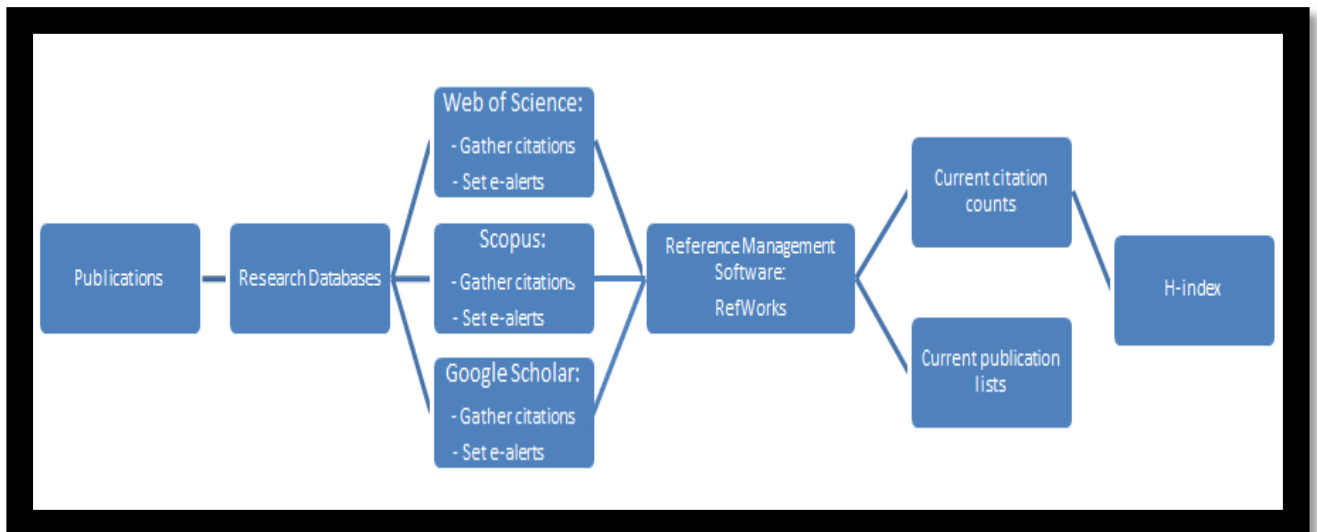 Publications
Research Databases
Web of Science:
- Gather citations
- Set e-alerts
Scopus:
- Gather citations
- Set e-alerts
Google Scholar:
- Gather citations
- Set e-alerts
Reference Management
Software:
RefWorks
Current citation
counts
Current publication
lists
H-index